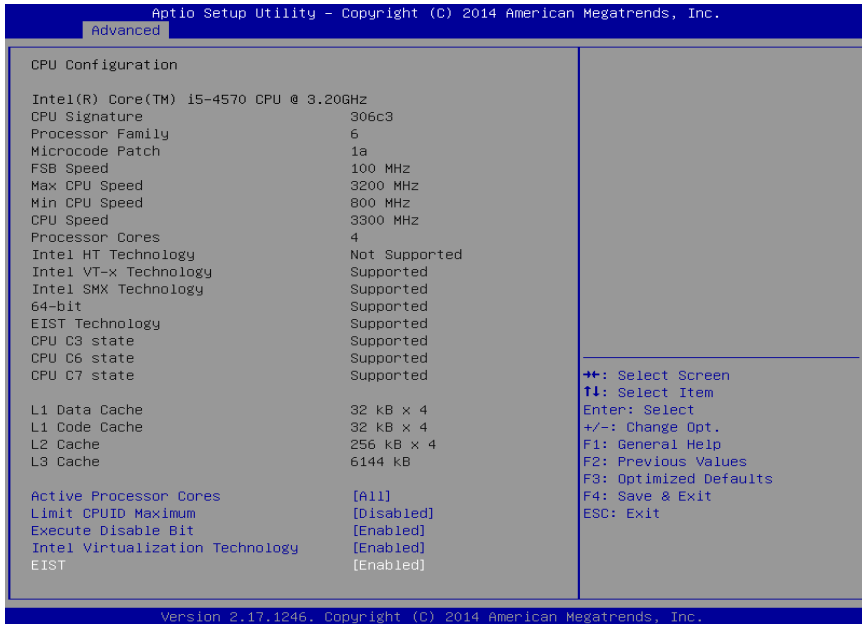 Aptio Setup Utility – Copyright (C) 2014 American Megatrends, Inc.
Advanced
CPU Configuration
Intel(R) Core(TM) i5-4570 CPU @ 3.20GHz
CPU Signature 306c3
Processor Family 6
Microcode Patch 1a
FSB Speed 100 MHz
Max CPU Speed 3200 MHz
Min CPU Speed 800 MHz
CPU Speed 3300 MHz
Processor Cores 4
Intel HT Technology Not Supported
Intel VT-x Technology Supported
Intel SMX Technology Supported
64-bit Supported
EIST Technology Supported
CPU C3 state Supported
CPU C6 state Supported
CPU C7 state Supported
L1 Data Cache 32 kB x 4
L1 Code Cache 32 kB x 4
L2 Cache 256 kB x 4
L3 Cache 6144 kB
Active Processor Cores [All]
Limit CPUID Maximum [Disabled]
Execute Disable Bit [Enabled]
Intel Virtualization Technology [Enabled]
EIST [Enabled]
→←: Select Screen
↑↓: Select Item
Enter: Select
+/-: Change Opt.
F1: General Help
F2: Previous Values
F3: Optimized Defaults
F4: Save & Exit
ESC: Exit
Version 2.17.1246. Copyright (C) 2014 American Megatrends, Inc.